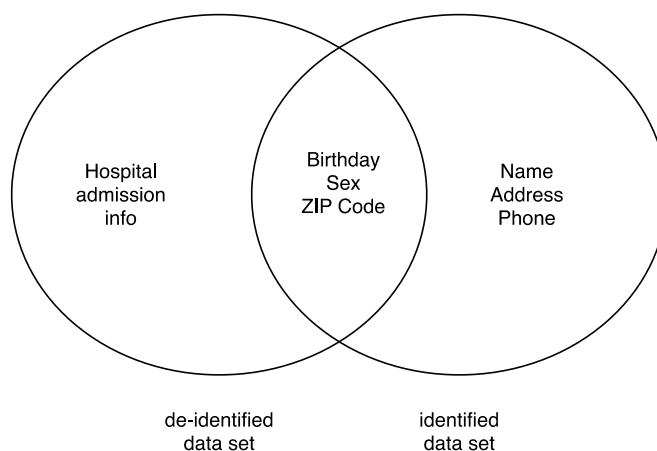 Hospital
admission
info
Birthday
Sex
ZIP Code
Name
Address
Phone
de-identified
data set
identified
data set